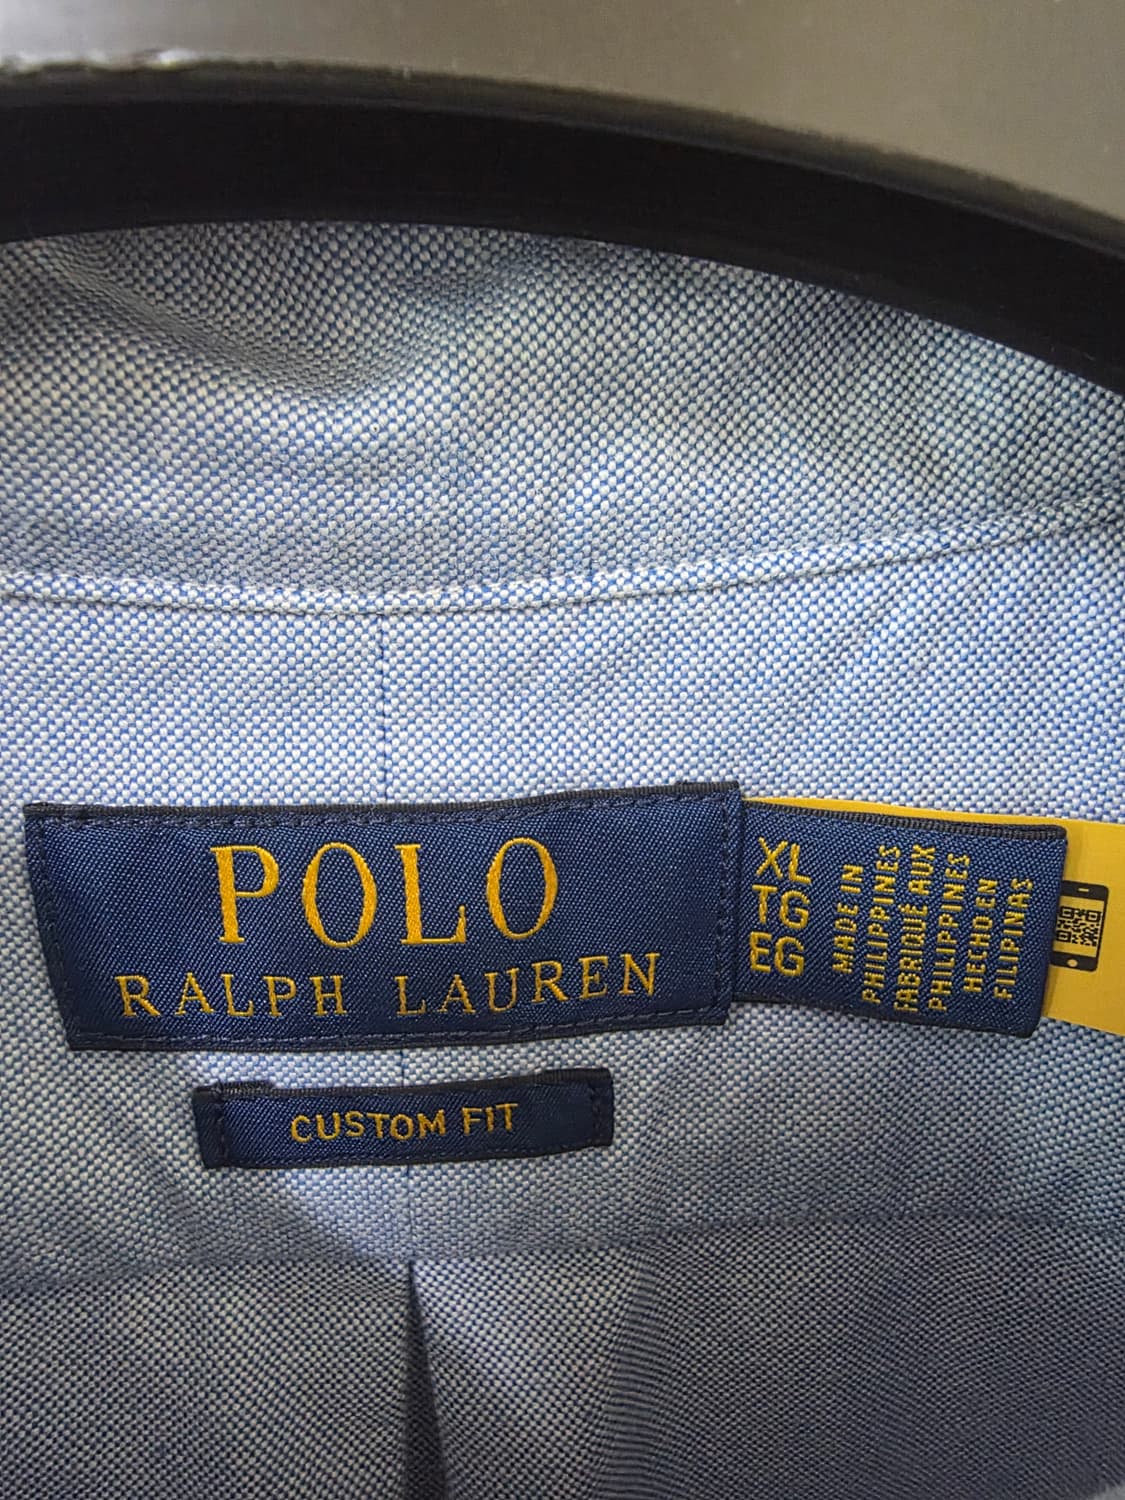 POLO
RALPH LAUREN
CUSTOM FIT
XL
TG
EG
MADE IN
PHILIPPINES
FABRIQUÉ AUX
PHILIPPINES
HECHO EN
FILIPINAS